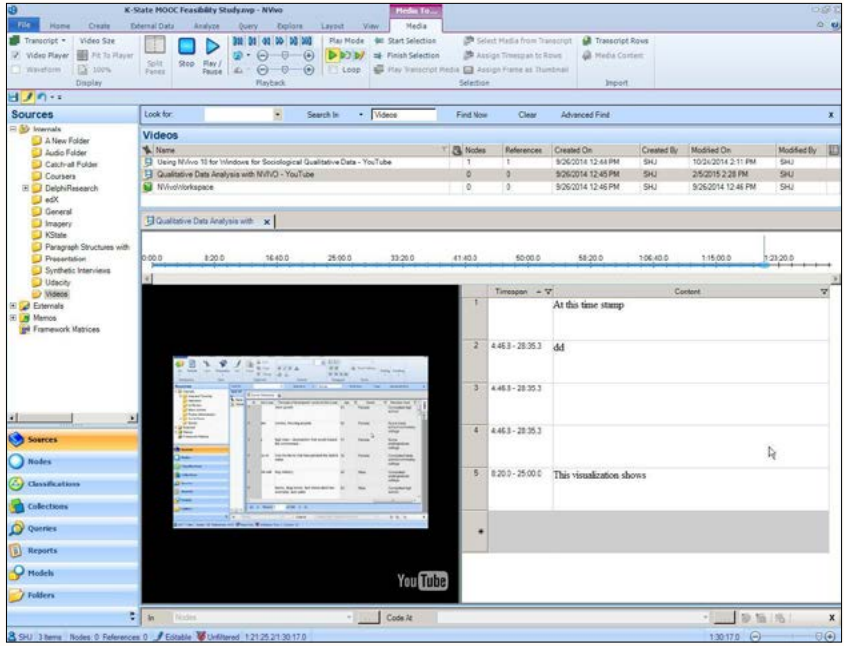 K-State MOOC Feasibility Study.nvp - NVivo
Media To...
File Home Create External Data Analyze Query Explore Layout View Media
Transcript Video Size
Video Player Fit To Player
Waveform 100%
Display
Split Panes
Stop Play / Pause
Playback
Play Mode
Loop
Start Selection
Finish Selection
Play Transcript Media
Select Media from Transcript
Assign Timespan to Rows
Assign Frame as Thumbnail
Selection
Transcript Rows
Media Content
Import
Sources
Look for: Search In Videos Find Now Clear Advanced Find x
Internals
A New Folder
Audio Folder
Catch-all Folder
Coursera
DelphiResearch
edX
General
Imagery
KState
Paragraph Structures with
Presentation
Synthetic Interviews
Udacity
Videos
Externals
Memos
Framework Matrices
Videos
Name Nodes References Created On Created By Modified On Modified By
Using NVivo 10 for Windows for Sociological Qualitative Data - YouTube 1 1 9/26/2014 12:44 PM SHJ 10/24/2014 2:11 PM SHJ
Qualitative Data Analysis with NVIVO - YouTube 0 0 9/26/2014 12:45 PM SHJ 2/5/2015 2:28 PM SHJ
NVivoWorkspace 0 0 9/26/2014 12:46 PM SHJ 9/26/2014 12:46 PM SHJ
Qualitative Data Analysis with x
0:00.0 8:20.0 16:40.0 25:00.0 33:20.0 41:40.0 50:00.0 58:20.0 1:06:40.0 1:15:00.0 1:23:20.0
Timespan Content
1 At this time stamp
2 4:46.3 - 28:35.3 dd
3 4:46.3 - 28:35.3
4 4:46.3 - 28:35.3
5 8:20.0 - 25:00.0 This visualization shows
*
YouTube
Sources
Nodes
Classifications
Collections
Queries
Reports
Models
Folders
In Nodes Code At x
SHJ 3 Items Nodes: 0 References: 0 Editable Unfiltered 1:21:25.2/1:30:17.0 1:30:17.0